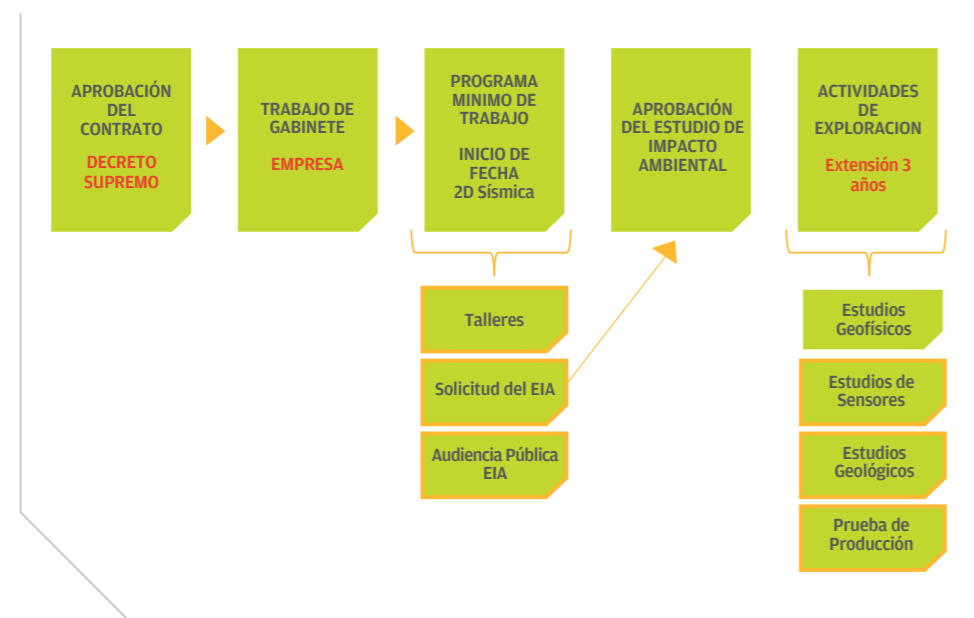 APROBACIÓN
DEL
CONTRATO
DECRETO
SUPREMO
TRABAJO DE
GABINETE
EMPRESA
PROGRAMA
MINIMO DE
TRABAJO
INICIO DE
FECHA
2D Sísmica
APROBACIÓN
DEL ESTUDIO DE
IMPACTO
AMBIENTAL
ACTIVIDADES
DE
EXPLORACION
Extensión 3
años
Talleres
Solicitud del EIA
Audiencia Pública
EIA
Estudios
Geofísicos
Estudios de
Sensores
Estudios
Geológicos
Prueba de
Producción